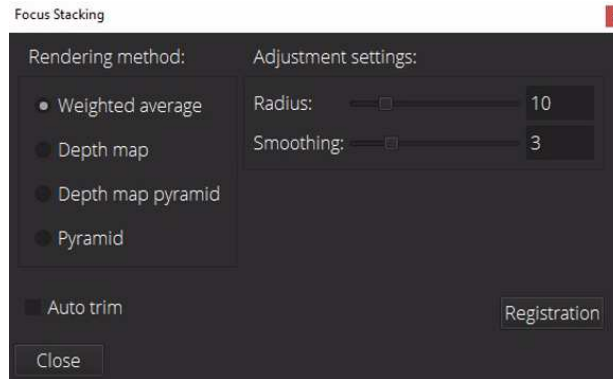 Focus Stacking
Rendering method:
Weighted average
Depth map
Depth map pyramid
Pyramid
Adjustment settings:
Radius: 10
Smoothing: 3
Auto trim
Registration
Close